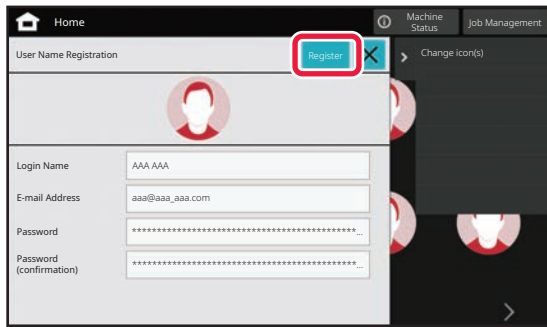 Home
Machine
Status
Job Management
User Name Registration
Register
Change icon(s)
Login Name
AAA AAA
E-mail Address
aaa@aaa_aaa.com
Password
*********************************************...
Password
(confirmation)
*********************************************...